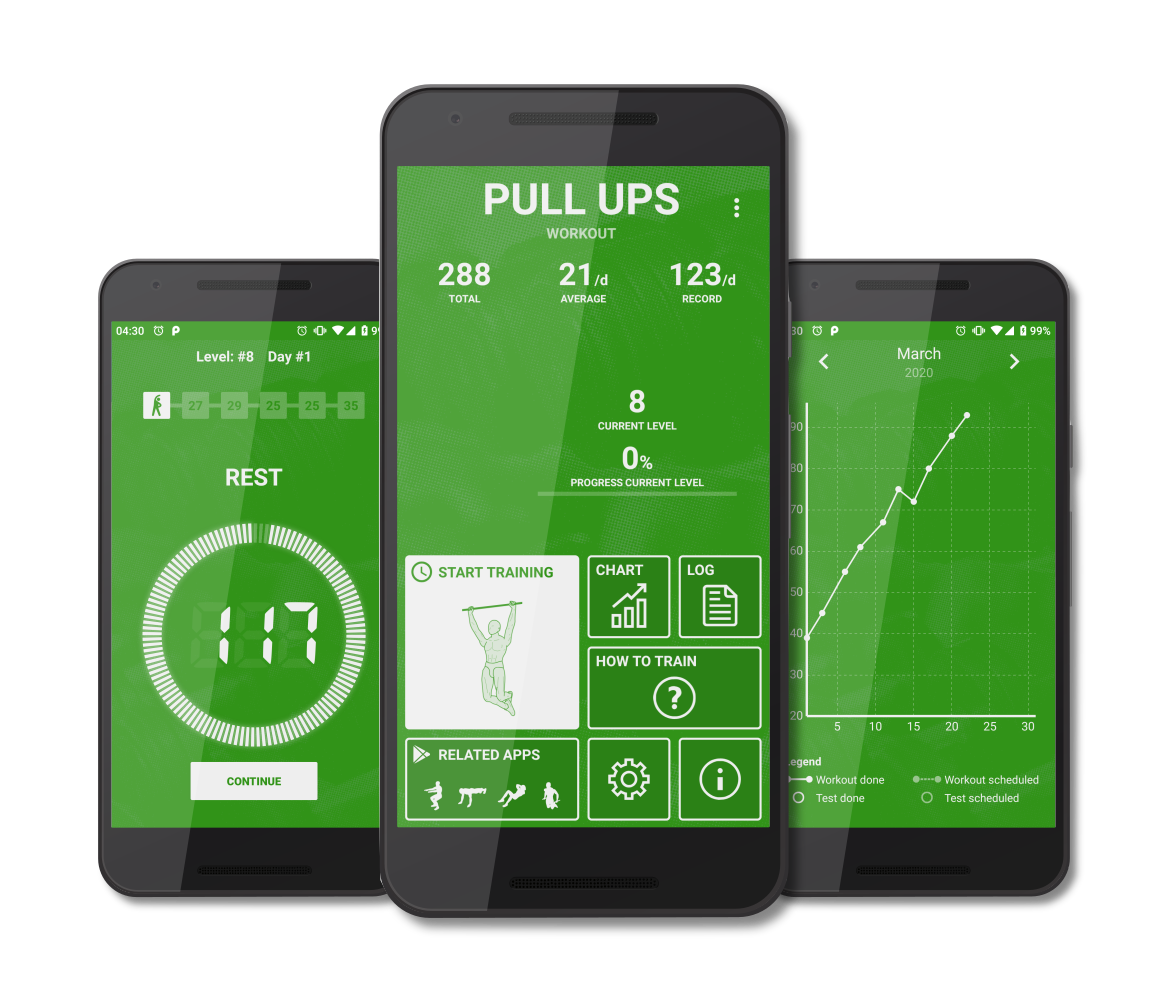 04:30
9
Level: #8 Day #1
27 29 25 25 35
REST
117
CONTINUE
PULL UPS
WORKOUT
288
TOTAL
21/d
AVERAGE
123/d
RECORD
8
CURRENT LEVEL
0%
PROGRESS CURRENT LEVEL
START TRAINING
CHART
LOG
HOW TO TRAIN
?
RELATED APPS
i
30
99%
March
2020
90
80
70
60
50
40
30
20
5 10 15 20 25 30
egend
Workout done
Workout scheduled
Test done
Test scheduled